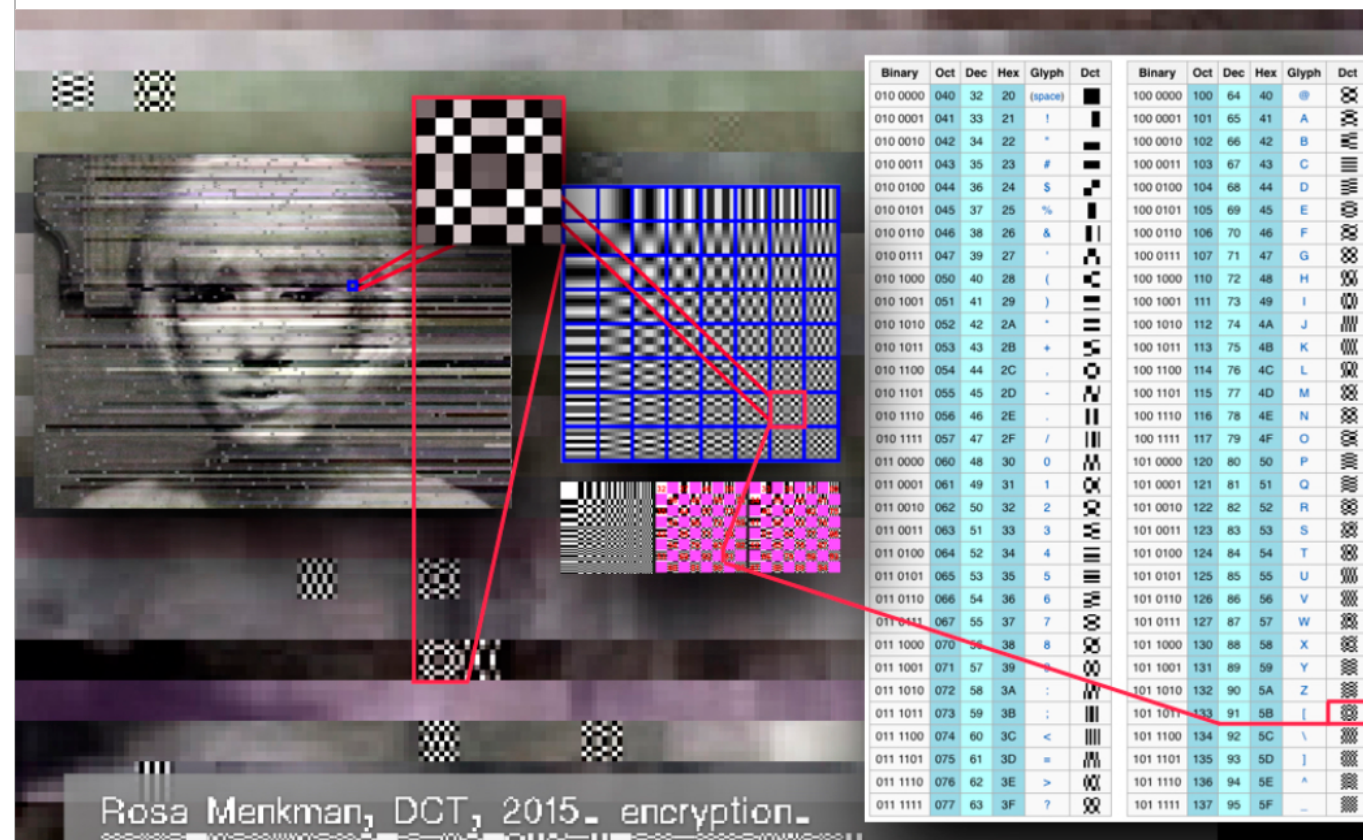 Binary Oct Dec Hex Glyph Dct
010 0000 040 32 20 (space)
010 0001 041 33 21 !
010 0010 042 34 22 "
010 0011 043 35 23 #
010 0100 044 36 24 $
010 0101 045 37 25 %
010 0110 046 38 26 &
010 0111 047 39 27 '
010 1000 050 40 28 (
010 1001 051 41 29 )
010 1010 052 42 2A *
010 1011 053 43 2B +
010 1100 054 44 2C ,
010 1101 055 45 2D -
010 1110 056 46 2E .
010 1111 057 47 2F /
011 0000 060 48 30 0
011 0001 061 49 31 1
011 0010 062 50 32 2
011 0011 063 51 33 3
011 0100 064 52 34 4
011 0101 065 53 35 5
011 0110 066 54 36 6
011 0111 067 55 37 7
011 1000 070 56 38 8
011 1001 071 57 39 9
011 1010 072 58 3A :
011 1011 073 59 3B ;
011 1100 074 60 3C <
011 1101 075 61 3D =
011 1110 076 62 3E >
011 1111 077 63 3F ?
Binary Oct Dec Hex Glyph Dct
100 0000 100 64 40 @
100 0001 101 65 41 A
100 0010 102 66 42 B
100 0011 103 67 43 C
100 0100 104 68 44 D
100 0101 105 69 45 E
100 0110 106 70 46 F
100 0111 107 71 47 G
100 1000 110 72 48 H
100 1001 111 73 49 I
100 1010 112 74 4A J
100 1011 113 75 4B K
100 1100 114 76 4C L
100 1101 115 77 4D M
100 1110 116 78 4E N
100 1111 117 79 4F O
101 0000 120 80 50 P
101 0001 121 81 51 Q
101 0010 122 82 52 R
101 0011 123 83 53 S
101 0100 124 84 54 T
101 0101 125 85 55 U
101 0110 126 86 56 V
101 0111 127 87 57 W
101 1000 130 88 58 X
101 1001 131 89 59 Y
101 1010 132 90 5A Z
101 1011 133 91 5B [
101 1100 134 92 5C \
101 1101 135 93 5D ]
101 1110 136 94 5E ^
101 1111 137 95 5F _
Rosa Menkman, DCT, 2015_ encryption_